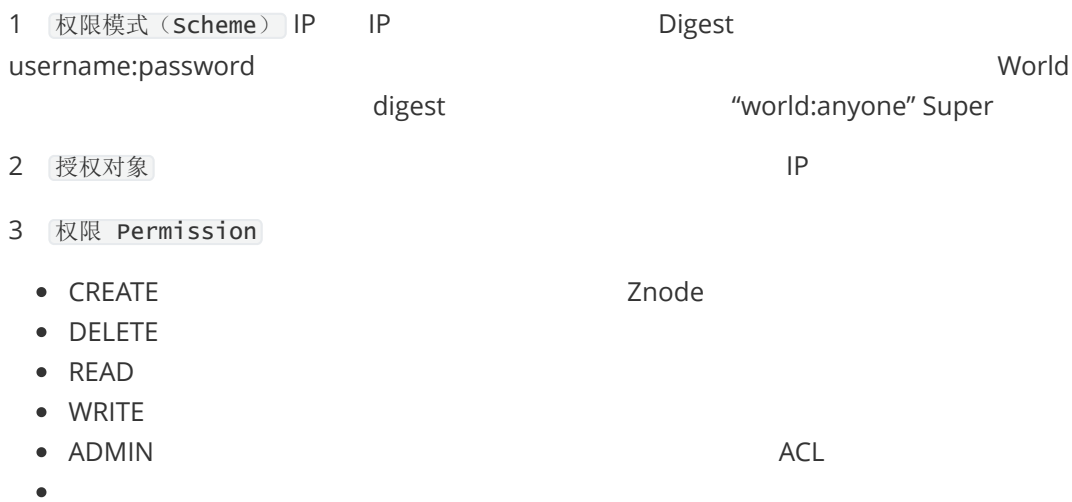 1 权限模式（Scheme） IP IP Digest
username:password World
digest “world:anyone” Super
2 授权对象 IP
3 权限 Permission
• CREATE Znode
• DELETE
• READ
• WRITE
• ADMIN ACL
•